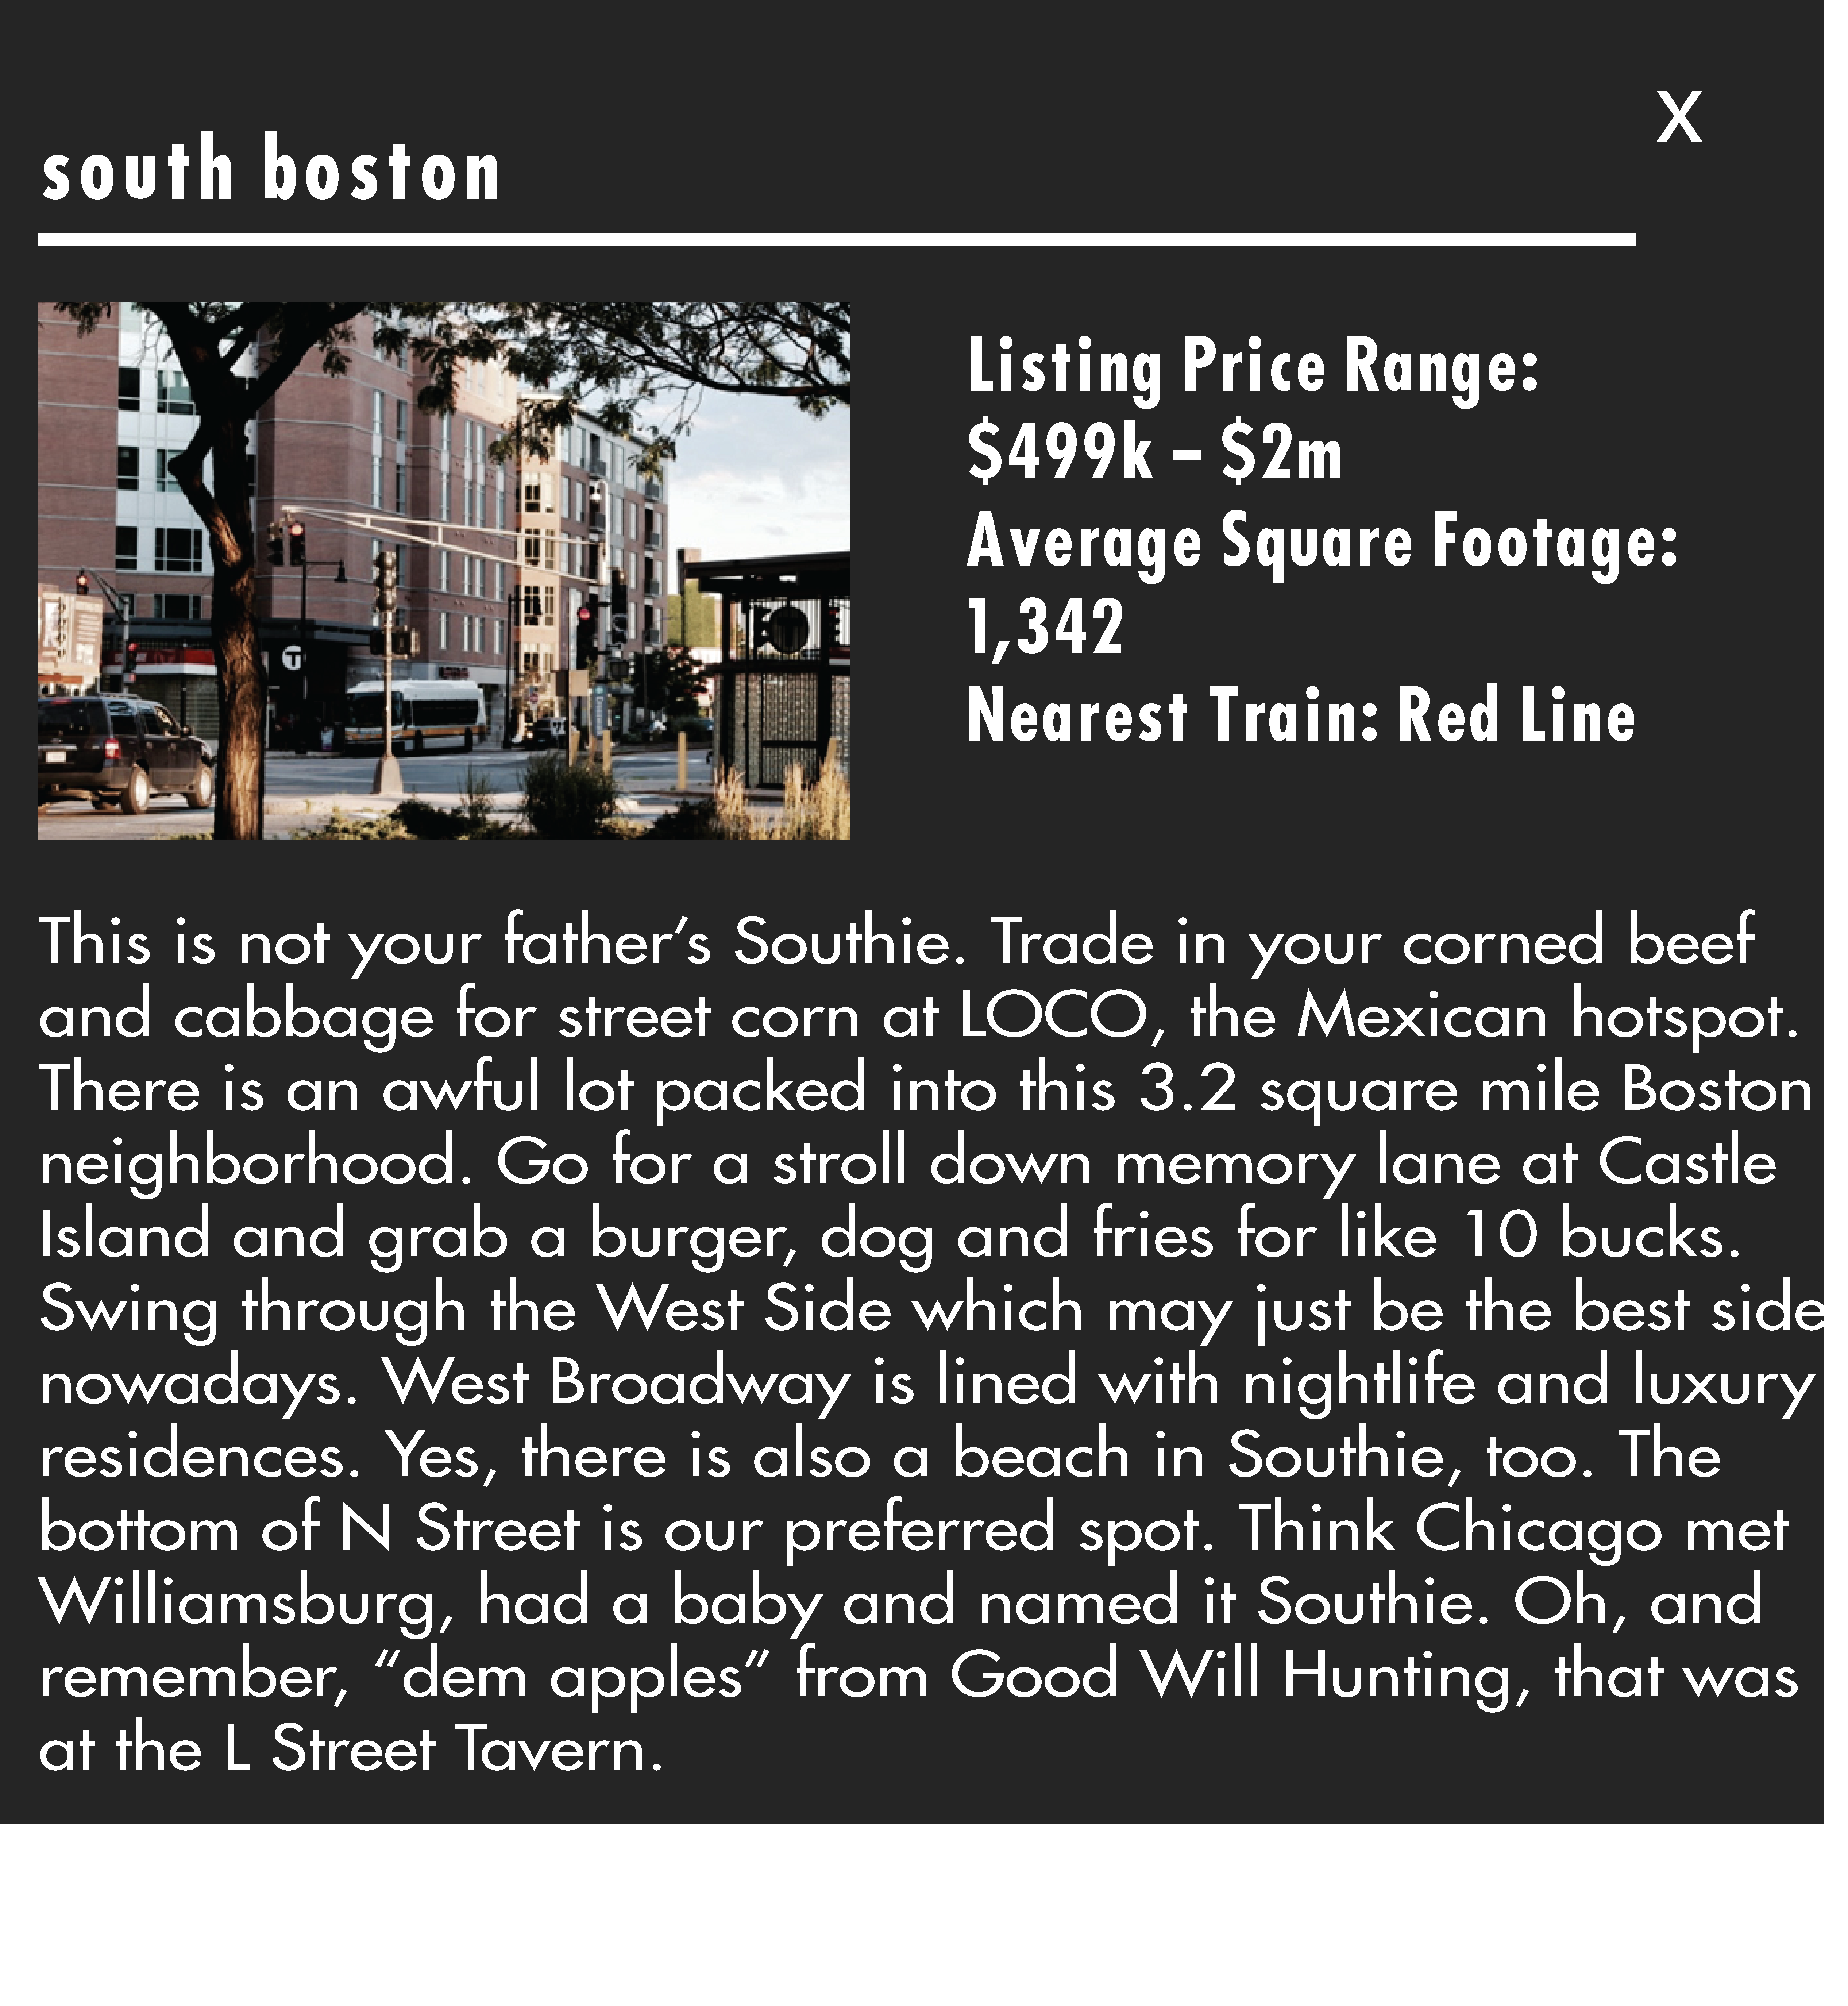 X
south boston
Listing Price Range:
$499k – $2m
Average Square Footage:
1,342
Nearest Train: Red Line
T
This is not your father’s Southie. Trade in your corned beef
and cabbage for street corn at LOCO, the Mexican hotspot.
There is an awful lot packed into this 3.2 square mile Boston
neighborhood. Go for a stroll down memory lane at Castle
Island and grab a burger, dog and fries for like 10 bucks.
Swing through the West Side which may just be the best side
nowadays. West Broadway is lined with nightlife and luxury
residences. Yes, there is also a beach in Southie, too. The
bottom of N Street is our preferred spot. Think Chicago met
Williamsburg, had a baby and named it Southie. Oh, and
remember, “dem apples” from Good Will Hunting, that was
at the L Street Tavern.